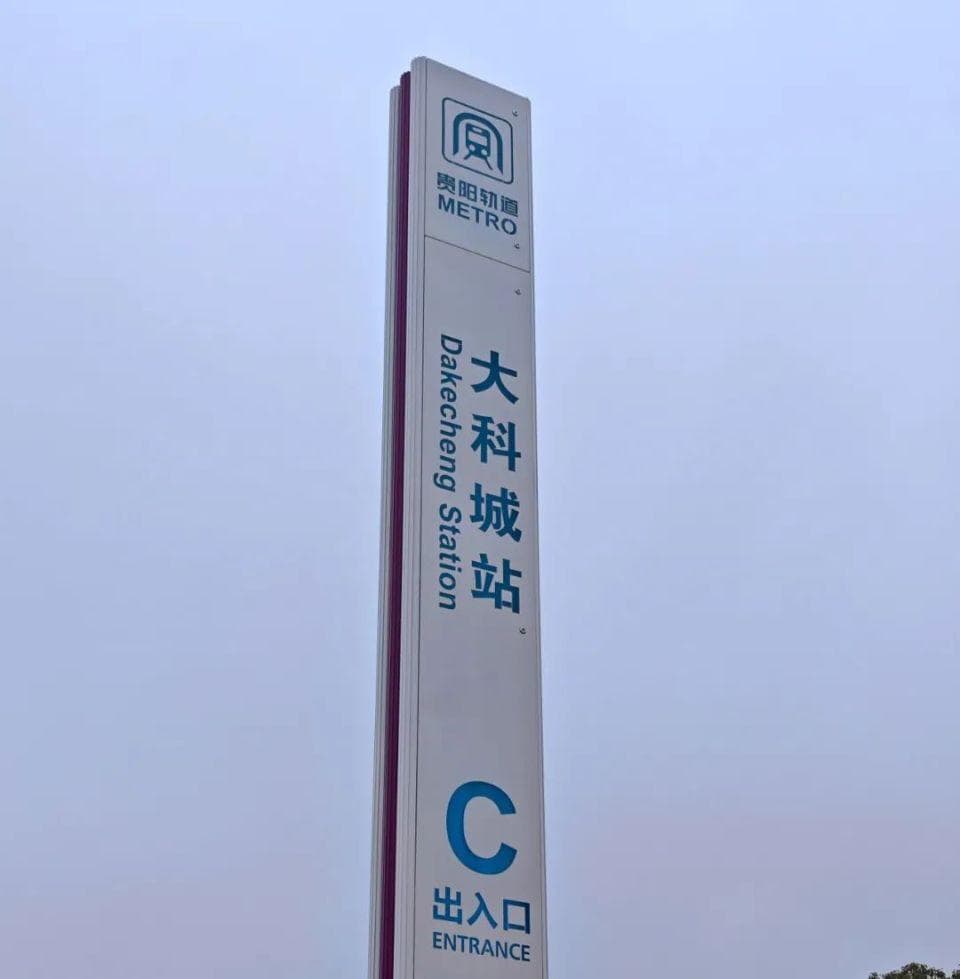 贵阳轨道
METRO
大科城站
Dakecheng Station
C
出入口
ENTRANCE